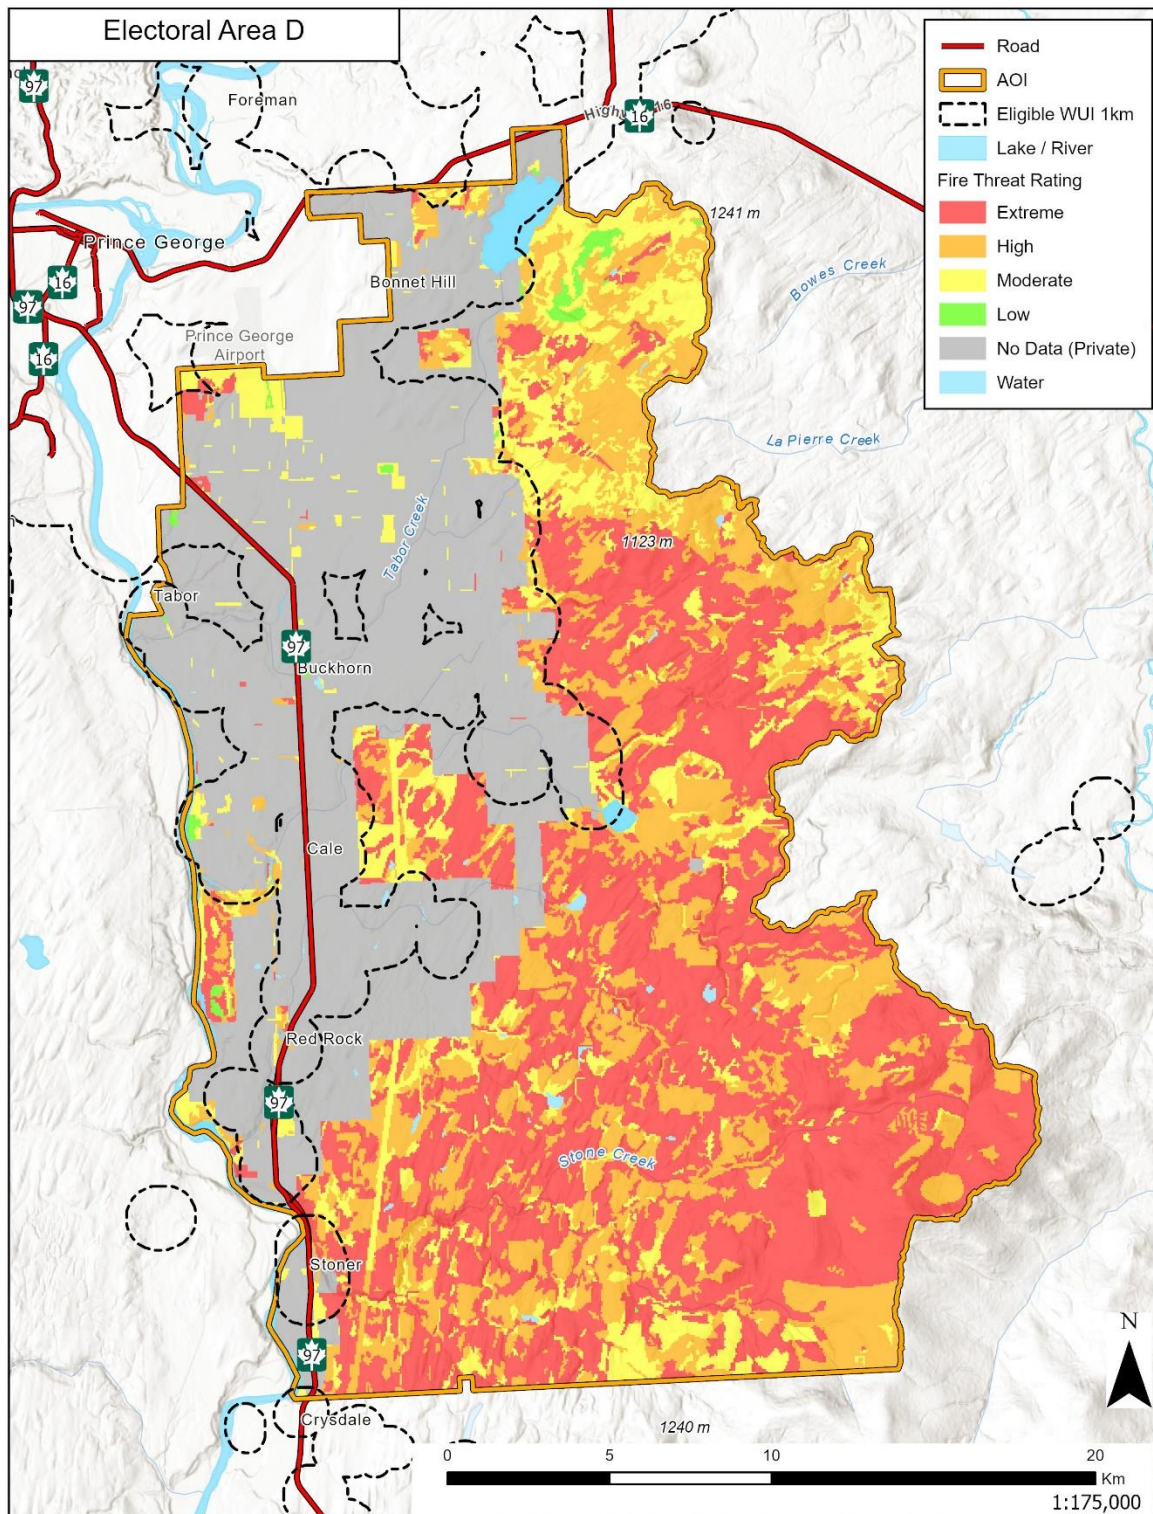 Electoral Area D
Road
AOI
Eligible WUI 1km
Lake / River
Fire Threat Rating
Extreme
High
Moderate
Low
No Data (Private)
Water
97
Foreman
16
16
1241 m
Prince George
Bowes Creek
16
97
Bonnet Hill
Prince George
Airport
16
La Pierre Creek
Tabor Creek
1123 m
Tabor
97
Buckhorn
Cale
Red Rock
97
Stone Creek
Stoner
97
N
Crysdale
1240 m
0
5
10
20
Km
1:175,000